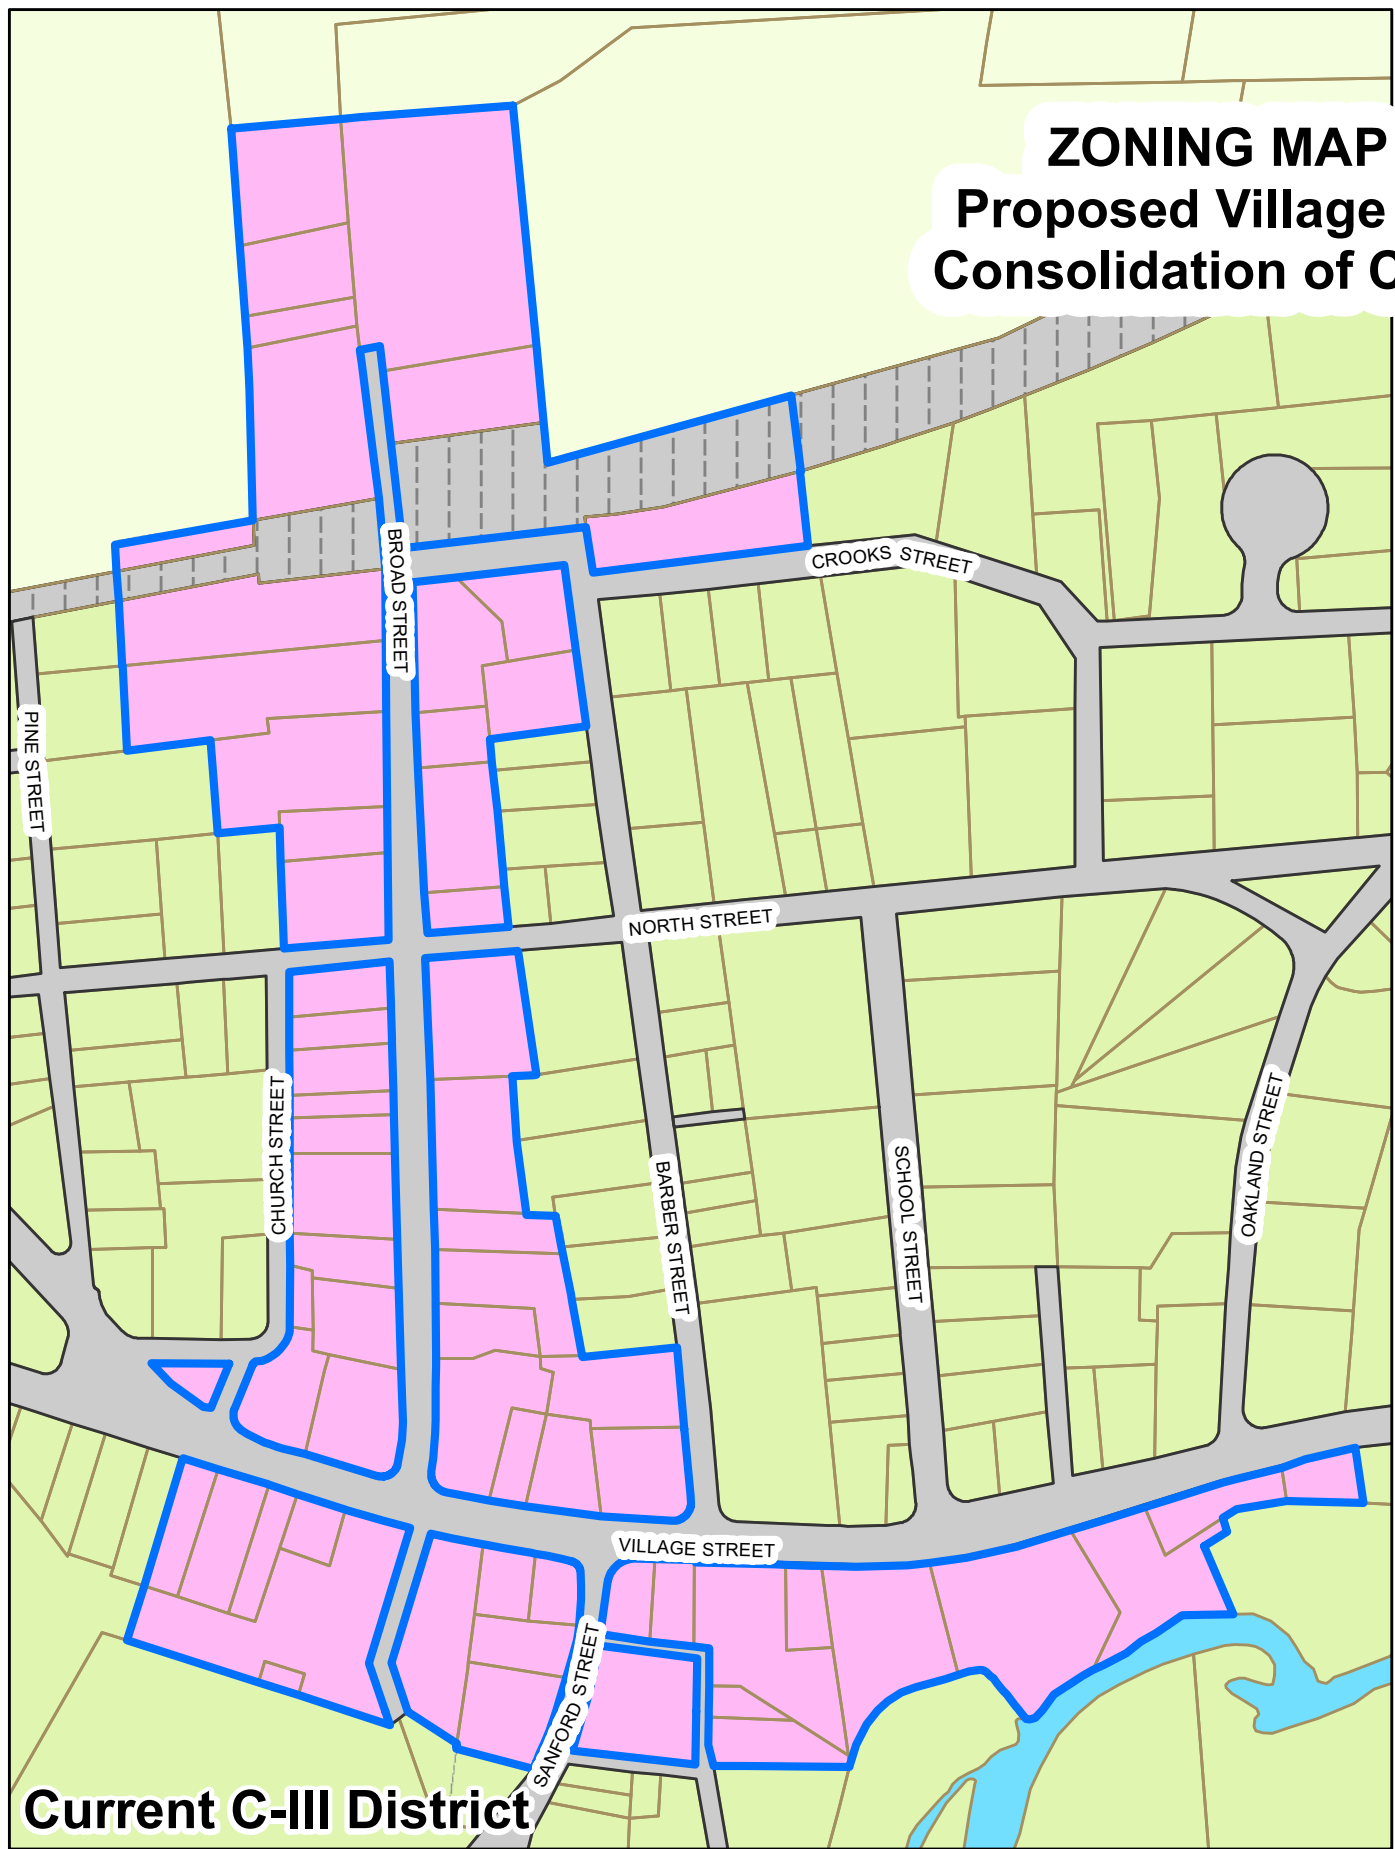 ZONING MAP
Proposed Village
Consolidation of
CROOKS STREET
BROAD STREET
PINE STREET
NORTH STREET
CHURCH STREET
BARBER STREET
SCHOOL STREET
OAKLAND STREET
VILLAGE STREET
SANFORD STREET
Current C-III District